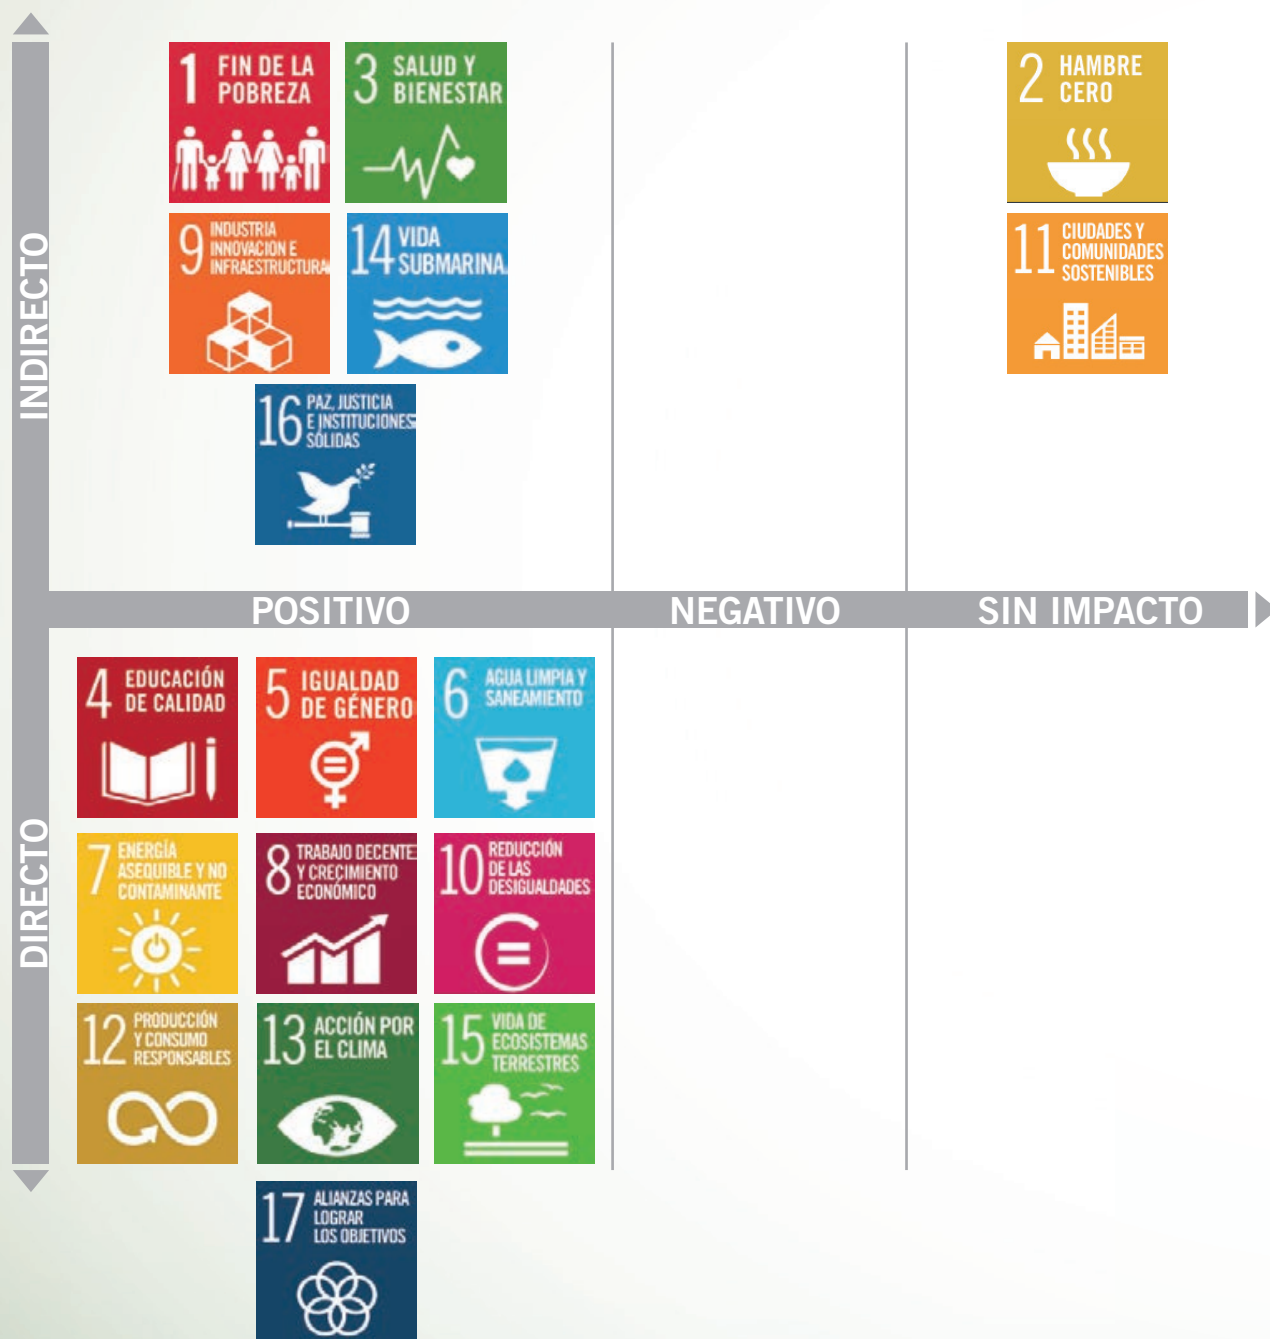 INDIRECTO
1 FIN DE LA
POBREZA
3 SALUD Y
BIENESTAR
2 HAMBRE
CERO
9 INDUSTRIA
INNOVACION E
INFRAESTRUCTURA
14 VIDA
SUBMARINA
11 CIUDADES Y
COMUNIDADES
SOSTENIBLES
16 PAZ, JUSTICIA
E INSTITUCIONES
SÓLIDAS
POSITIVO
NEGATIVO
SIN IMPACTO
DIRECTO
4 EDUCACIÓN
DE CALIDAD
5 IGUALDAD
DE GÉNERO
6 AGUA LIMPIA Y
SANEAMIENTO
7 ENERGÍA
ASEQUIBLE Y NO
CONTAMINANTE
8 TRABAJO DECENTE
Y CRECIMIENTO
ECONÓMICO
10 REDUCCIÓN
DE LAS
DESIGUALDADES
12 PRODUCCIÓN
Y CONSUMO
RESPONSABLES
13 ACCIÓN POR
EL CLIMA
15 VIDA DE
ECOSISTEMAS
TERRESTRES
17 ALIANZAS PARA
LOGRAR
LOS OBJETIVOS